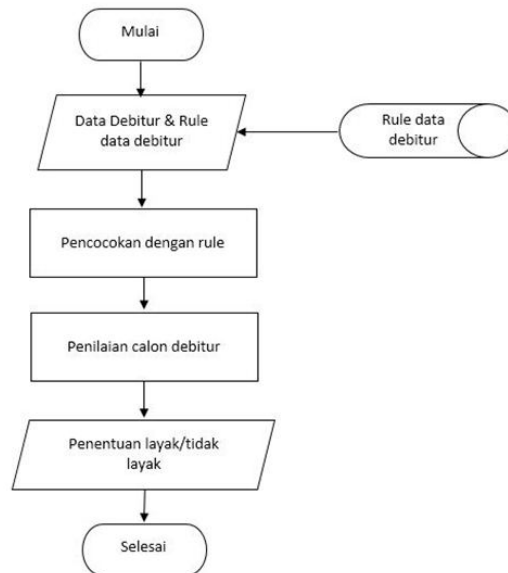 Mulai
Data Debitur & Rule
data debitur
Rule data
debitur
Pencocokan dengan rule
Penilaian calon debitur
Penentuan layak/tidak
layak
Selesai